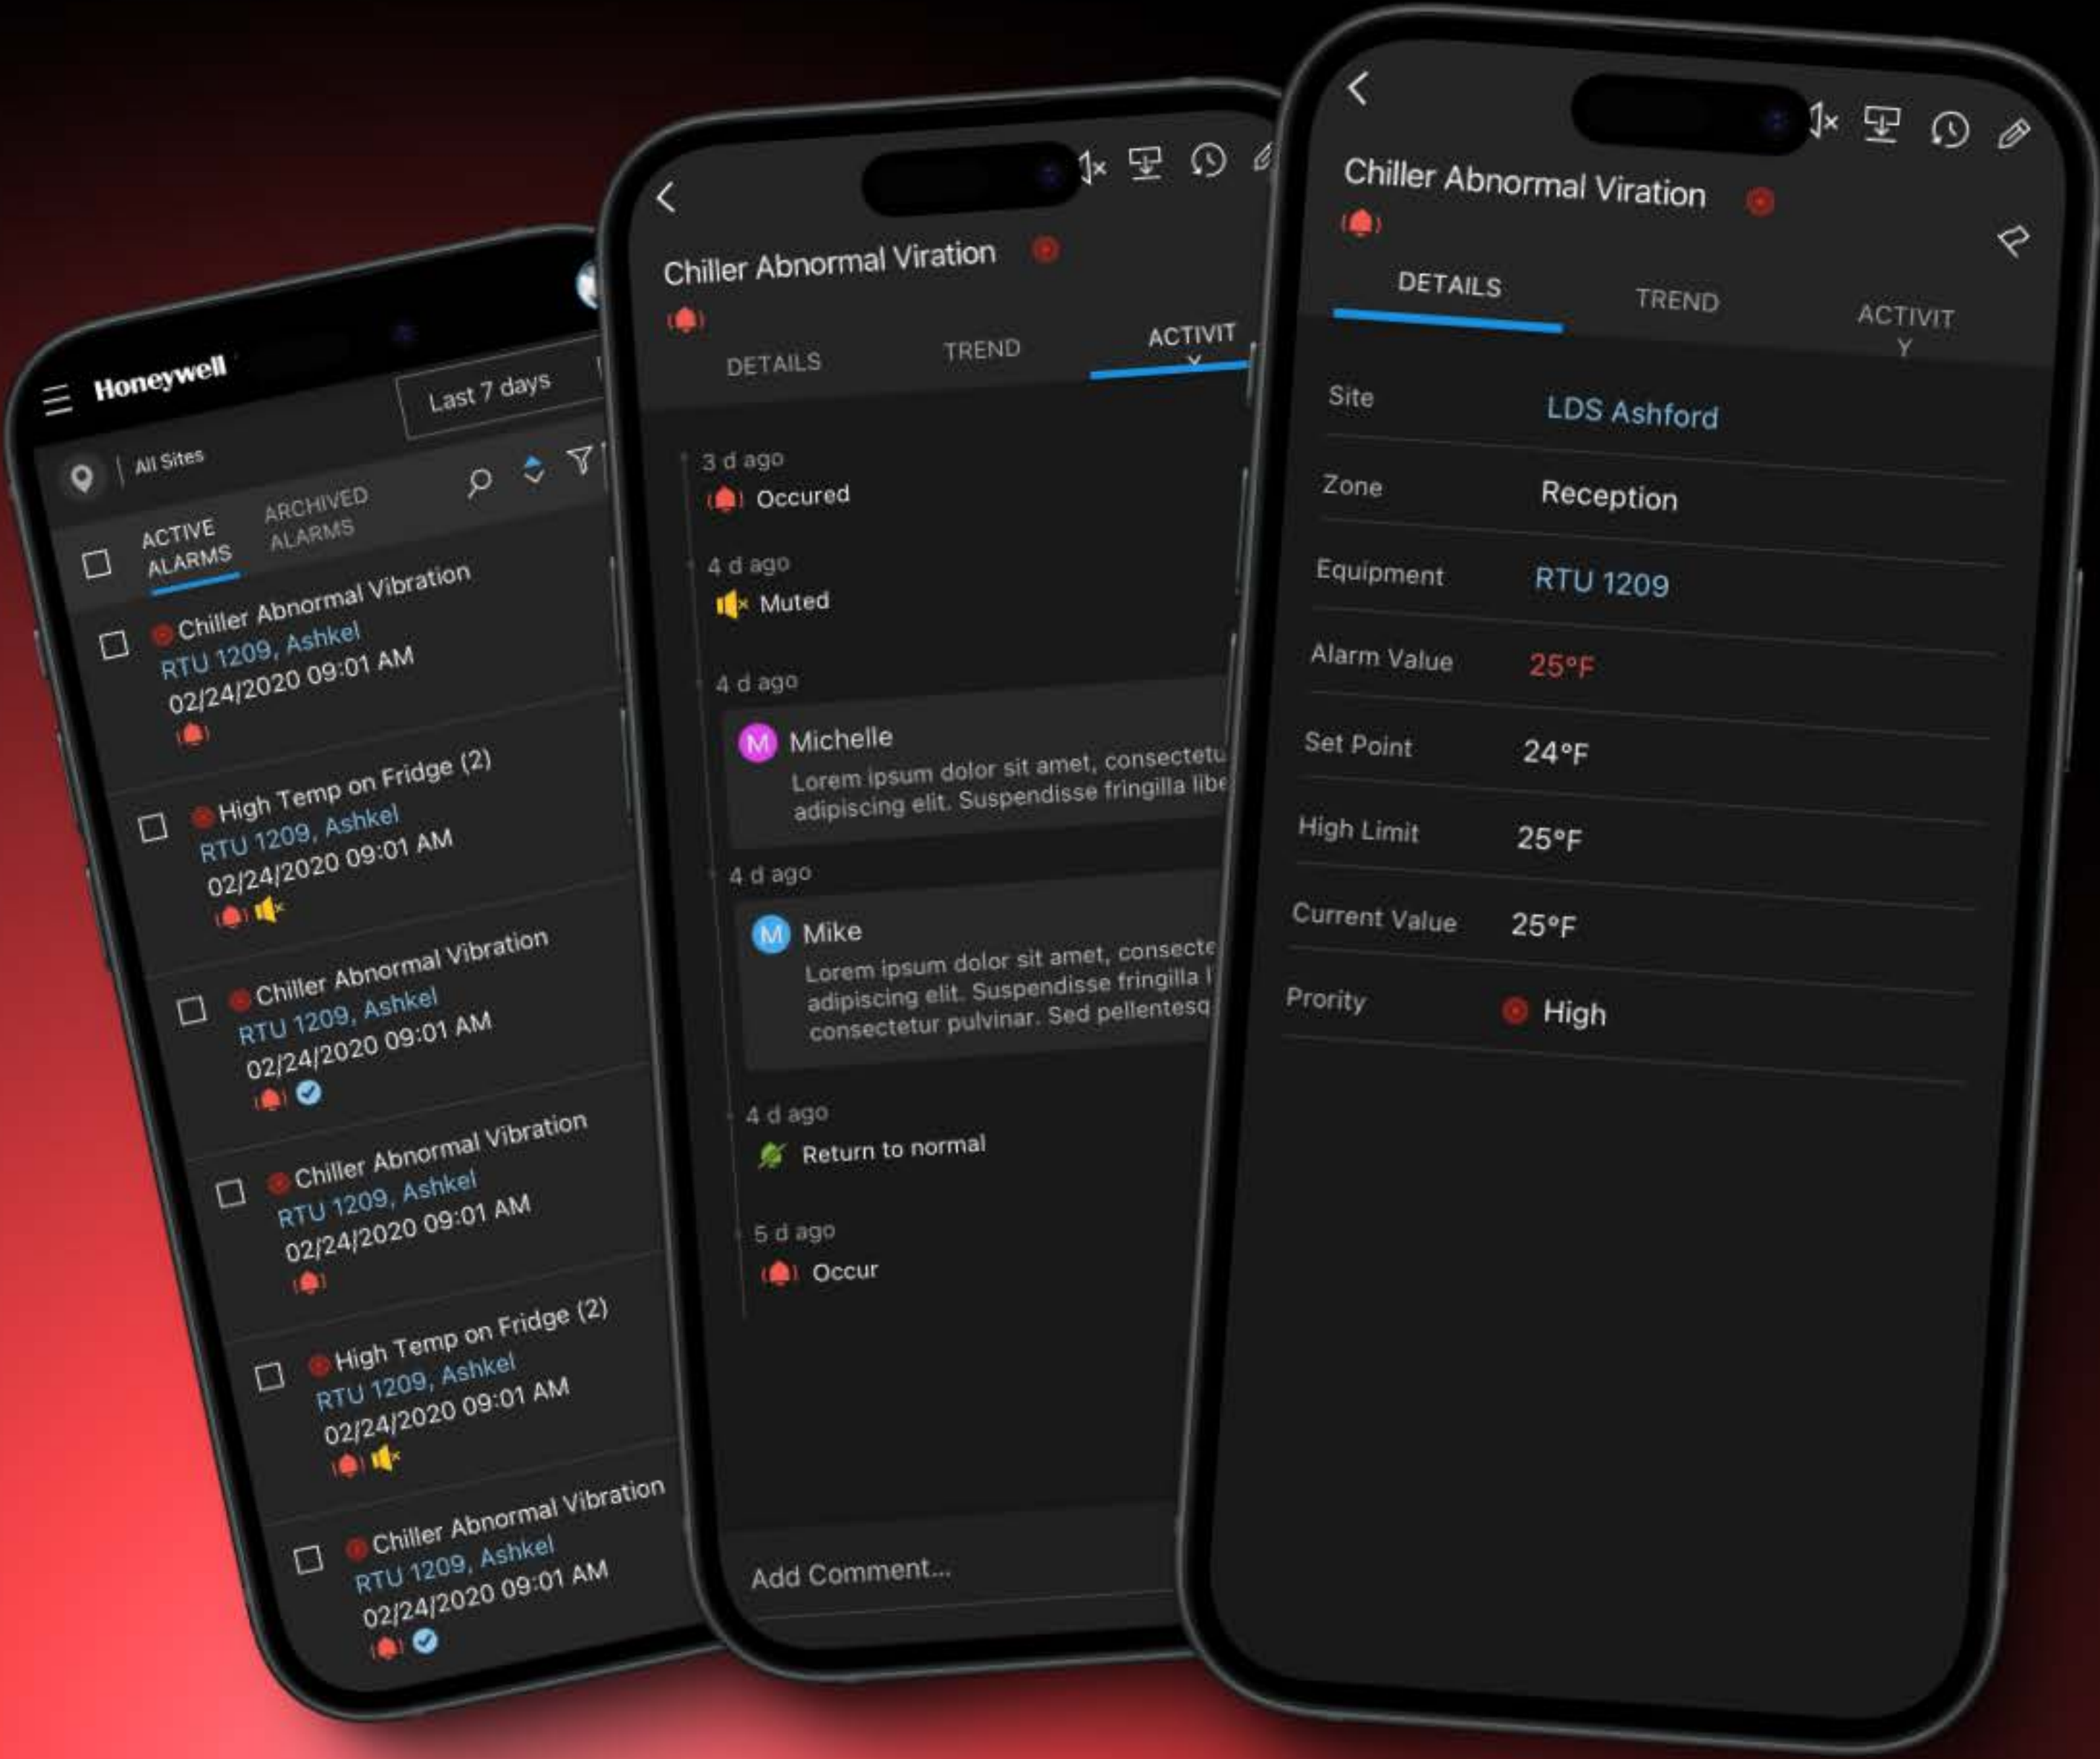 Honeywell
Last 7 days
All Sites
ACTIVE
ALARMS
ARCHIVED
ALARMS
Chiller Abnormal Vibration
RTU 1209, Ashkel
02/24/2020 09:01 AM
High Temp on Fridge (2)
RTU 1209, Ashkel
02/24/2020 09:01 AM
Chiller Abnormal Vibration
RTU 1209, Ashkel
02/24/2020 09:01 AM
Chiller Abnormal Vibration
RTU 1209, Ashkel
02/24/2020 09:01 AM
High Temp on Fridge (2)
RTU 1209, Ashkel
02/24/2020 09:01 AM
Chiller Abnormal Vibration
RTU 1209, Ashkel
02/24/2020 09:01 AM
Chiller Abnormal Viration
DETAILS
TREND
ACTIVIT
Y
3 d ago
Occured
4 d ago
Muted
4 d ago
M Michelle
Lorem ipsum dolor sit amet, consectetu
adipiscing elit. Suspendisse fringilla libe
4 d ago
M Mike
Lorem ipsum dolor sit amet, consecte
adipiscing elit. Suspendisse fringilla l
consectetur pulvinar. Sed pellentesq
4 d ago
Return to normal
5 d ago
Occur
Add Comment...
Chiller Abnormal Viration
DETAILS
TREND
ACTIVIT
Y
Site LDS Ashford
Zone Reception
Equipment RTU 1209
Alarm Value 25°F
Set Point 24°F
High Limit 25°F
Current Value 25°F
Prority High